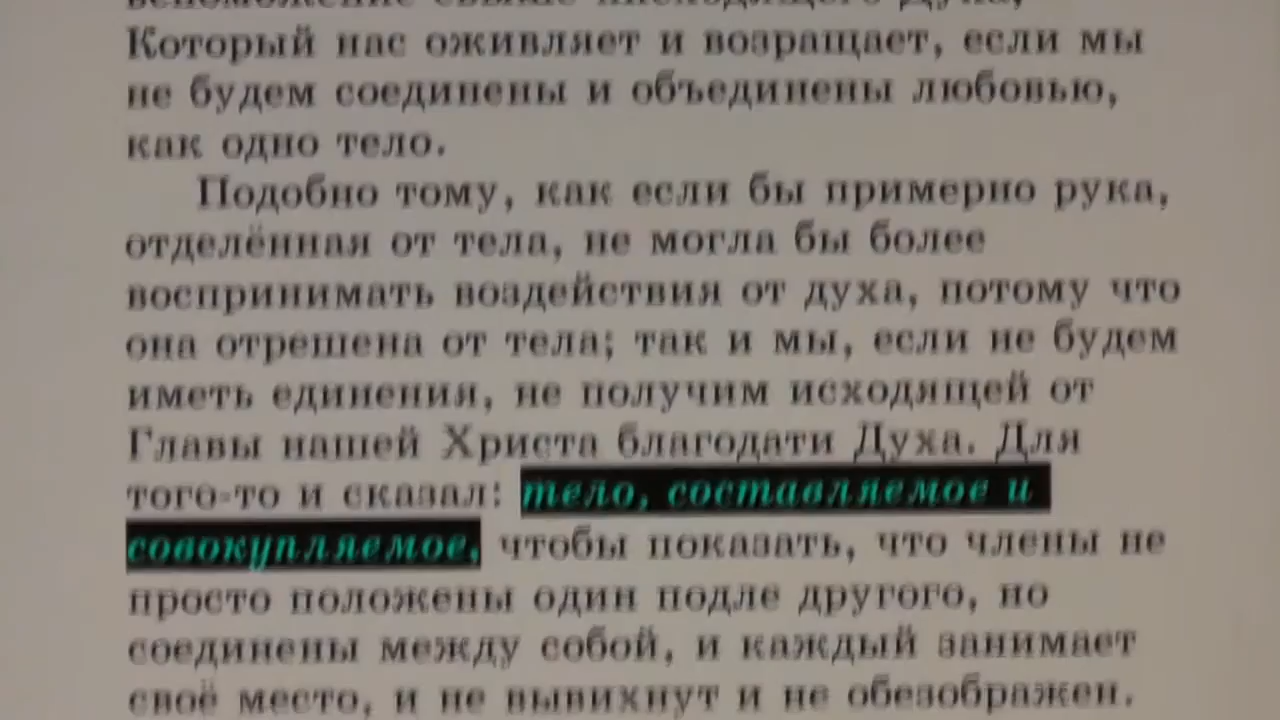 вспоможение свыше нисходящего Духа,
Который нас оживляет и возращает, если мы
не будем соединены и объединены любовью,
как одно тело.
Подобно тому, как если бы примерно рука,
отделённая от тела, не могла бы более
воспринимать воздействия от духа, потому что
она отрешена от тела; так и мы, если не будем
иметь единения, не получим исходящей от
Главы нашей Христа благодати Духа. Для
того-то и сказал: тело, составляемое и
совокупляемое, чтобы показать, что члены не
просто положены один подле другого, но
соединены между собой, и каждый занимает
своё место, и не вывихнут и не обезображен.